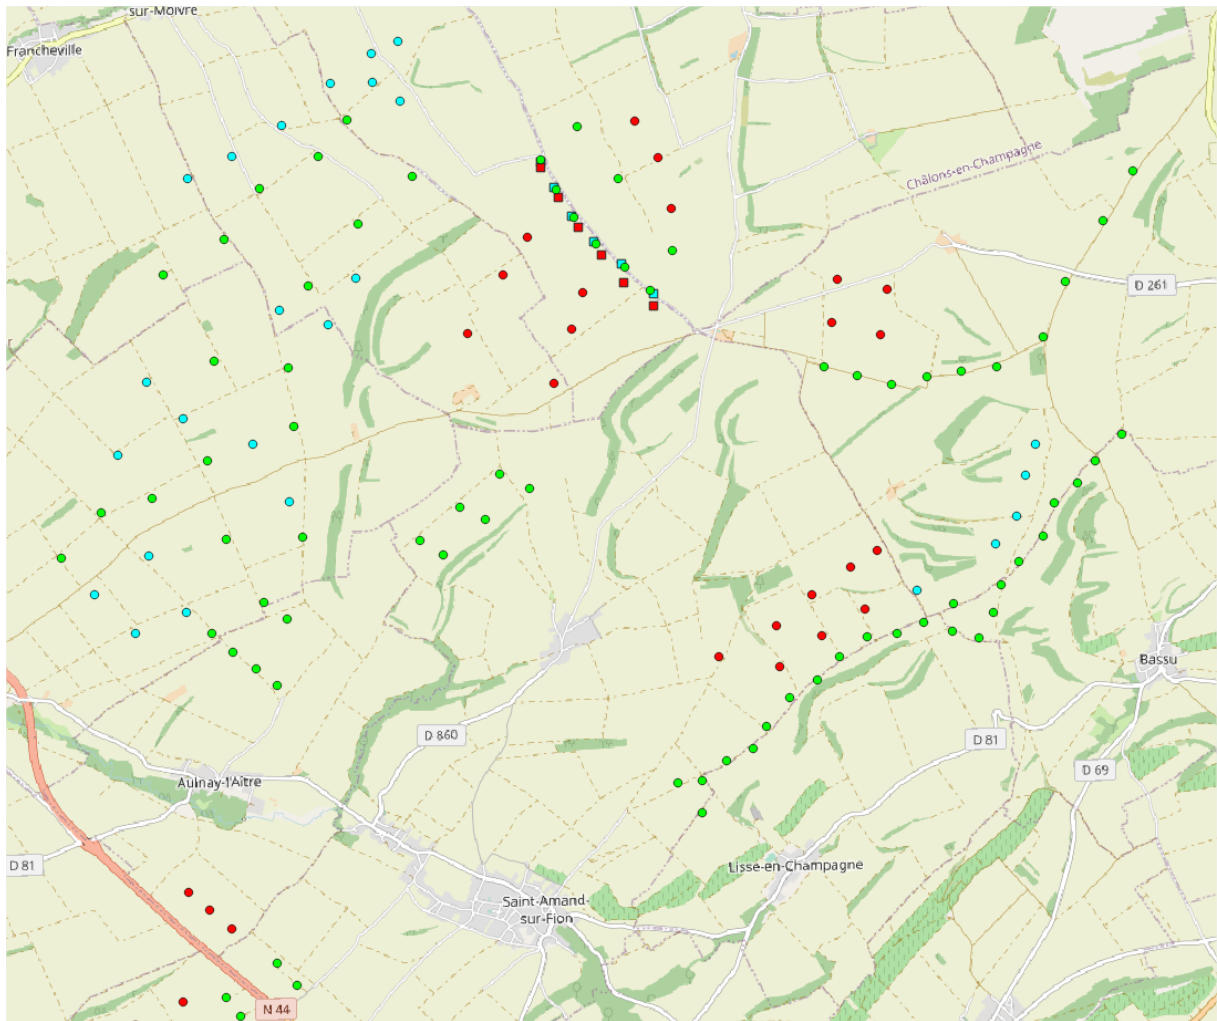 sur-Moivre
Francheville
Châlons-en-Champagne
D 261
Bassu
D 860
D 81
D 69
Aulnay-l'Aître
D 81
Lisse-en-Champagne
Saint-Amand-
sur-Fion
N 44